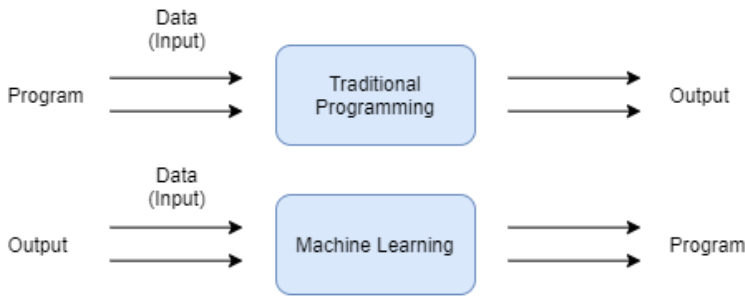 Data
(Input)
Program
Traditional
Programming
Output
Data
(Input)
Output
Machine Learning
Program